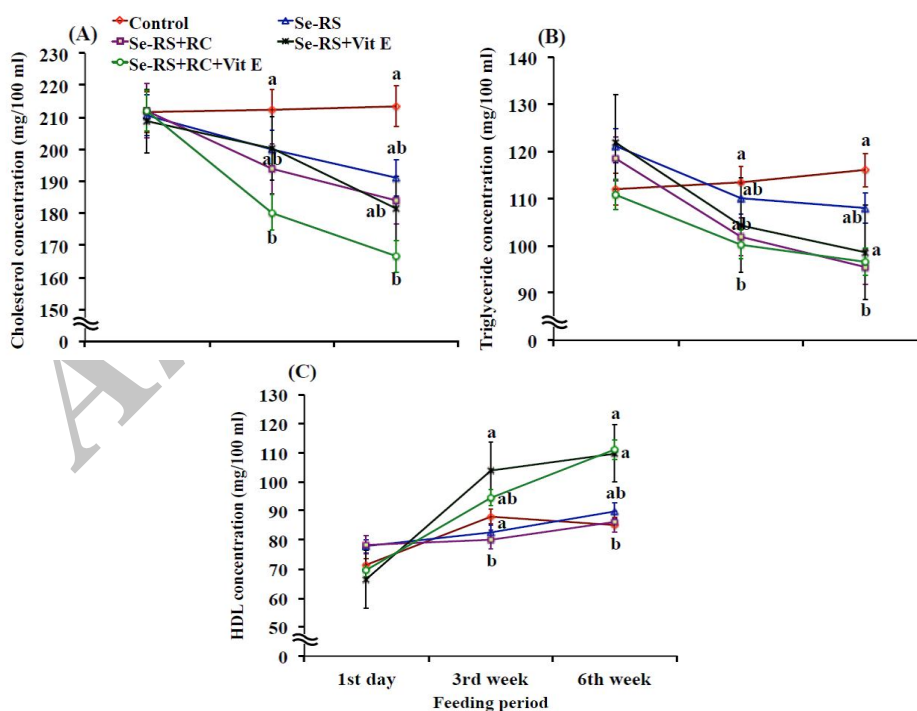 (A)
Control
Se-RS
Se-RS+RC
Se-RS+Vit E
Se-RS+RC+Vit E
Cholesterol concentration (mg/100 ml)
230
220
210
200
190
180
170
160
150
0
a
a
ab
ab
ab
b
b
(B)
Triglyceride concentration (mg/100 ml)
140
130
120
110
100
90
0
a
a
ab
ab
ab
a
b
b
(C)
HDL concentration (mg/100 ml)
130
120
110
100
90
80
70
60
50
0
a
a
a
ab
ab
a
b
b
1st day
3rd week
6th week
Feeding period